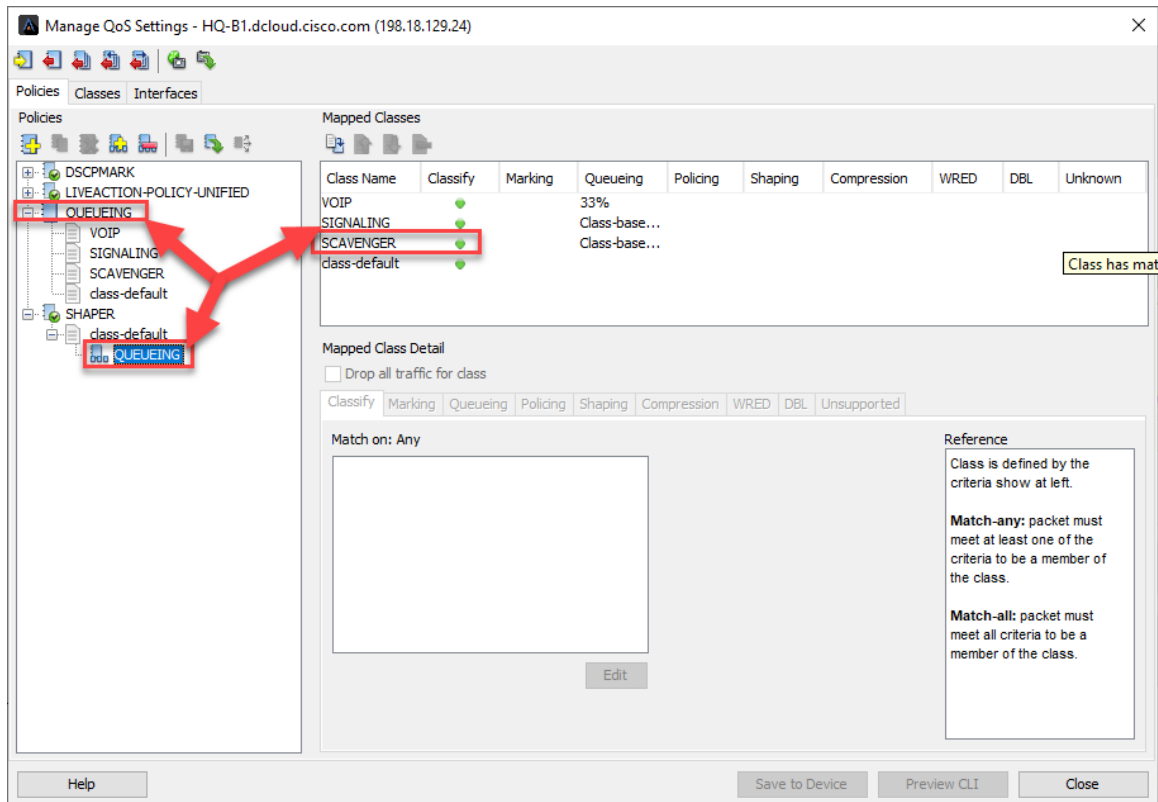 Manage QoS Settings - HQ-B1.dcloud.cisco.com (198.18.129.24)
Policies Classes Interfaces
Policies
DSCPMARK
LIVEACTION-POLICY-UNIFIED
QUEUEING
VOIP
SIGNALING
SCAVENGER
class-default
SHAPER
class-default
QUEUEING
Mapped Classes
Class Name Classify Marking Queueing Policing Shaping Compression WRED DBL Unknown
VOIP 33%
SIGNALING Class-base...
SCAVENGER Class-base...
class-default
Class has mat
Mapped Class Detail
Drop all traffic for class
Classify Marking Queueing Policing Shaping Compression WRED DBL Unsupported
Match on: Any
Edit
Reference
Class is defined by the
criteria show at left.
Match-any: packet must
meet at least one of the
criteria to be a member of
the class.
Match-all: packet must
meet all criteria to be a
member of the class.
Help Save to Device Preview CLI Close